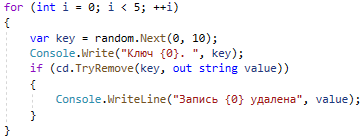 for (int i = 0; i < 5; ++i)
{
    var key = random.Next(0, 10);
    Console.Write("Ключ {0}. ", key);
    if (cd.TryRemove(key, out string value))
    {
        Console.WriteLine("Запись {0} удалена", value);
    }
}